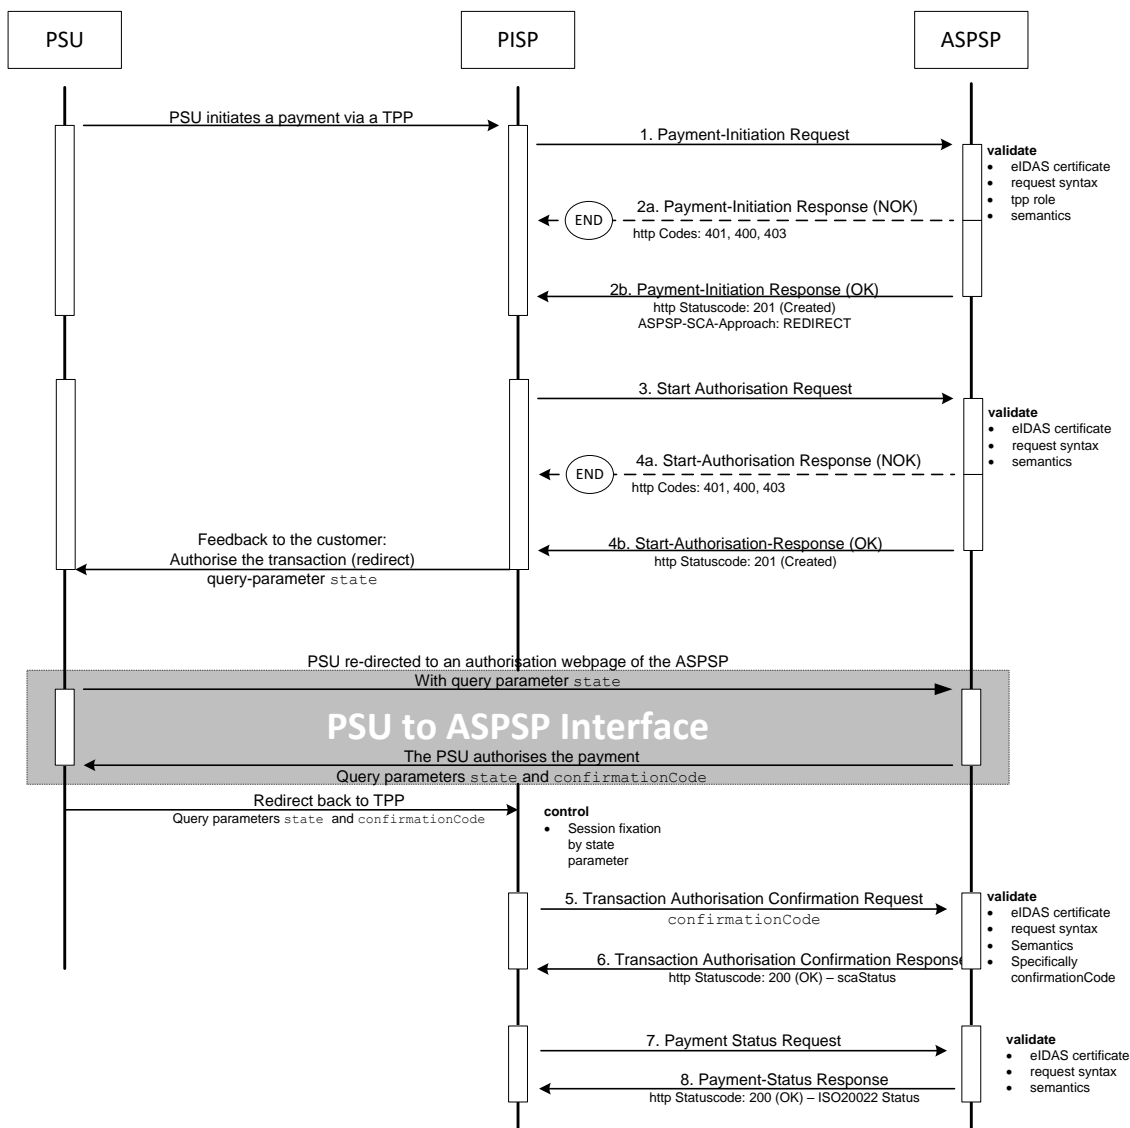 PSU
PISP
ASPSP
PSU initiates a payment via a TPP
1. Payment-Initiation Request
validate
• eIDAS certificate
• request syntax
• tpp role
• semantics
2a. Payment-Initiation Response (NOK)
END
http Codes: 401, 400, 403
2b. Payment-Initiation Response (OK)
http Statuscode: 201 (Created)
ASPSP-SCA-Approach: REDIRECT
3. Start Authorisation Request
validate
• eIDAS certificate
• request syntax
• semantics
4a. Start-Authorisation Response (NOK)
END
http Codes: 401, 400, 403
4b. Start-Authorisation-Response (OK)
http Statuscode: 201 (Created)
Feedback to the customer:
Authorise the transaction (redirect)
query-parameter state
PSU re-directed to an authorisation webpage of the ASPSP
With query parameter state
PSU to ASPSP Interface
The PSU authorises the payment
Query parameters state and confirmationCode
Redirect back to TPP
Query parameters state and confirmationCode
control
• Session fixation
by state
parameter
5. Transaction Authorisation Confirmation Request
confirmationCode
validate
• eIDAS certificate
• request syntax
• Semantics
• Specifically
confirmationCode
6. Transaction Authorisation Confirmation Response
http Statuscode: 200 (OK) – scaStatus
7. Payment Status Request
validate
• eIDAS certificate
• request syntax
• semantics
8. Payment-Status Response
http Statuscode: 200 (OK) – ISO20022 Status